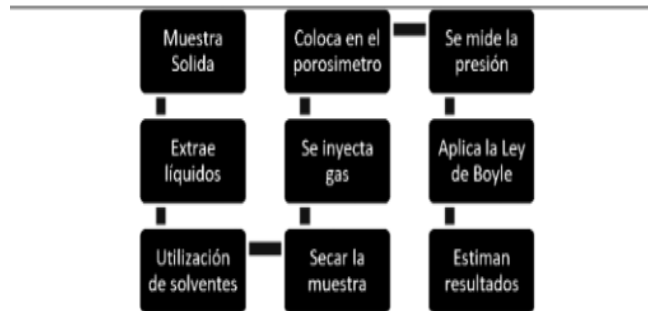 Muestra
Solida
Extrae
líquidos
Utilización
de solventes
Secar la
muestra
Se inyecta
gas
Coloca en el
porosimetro
Se mide la
presión
Aplica la Ley
de Boyle
Estiman
resultados